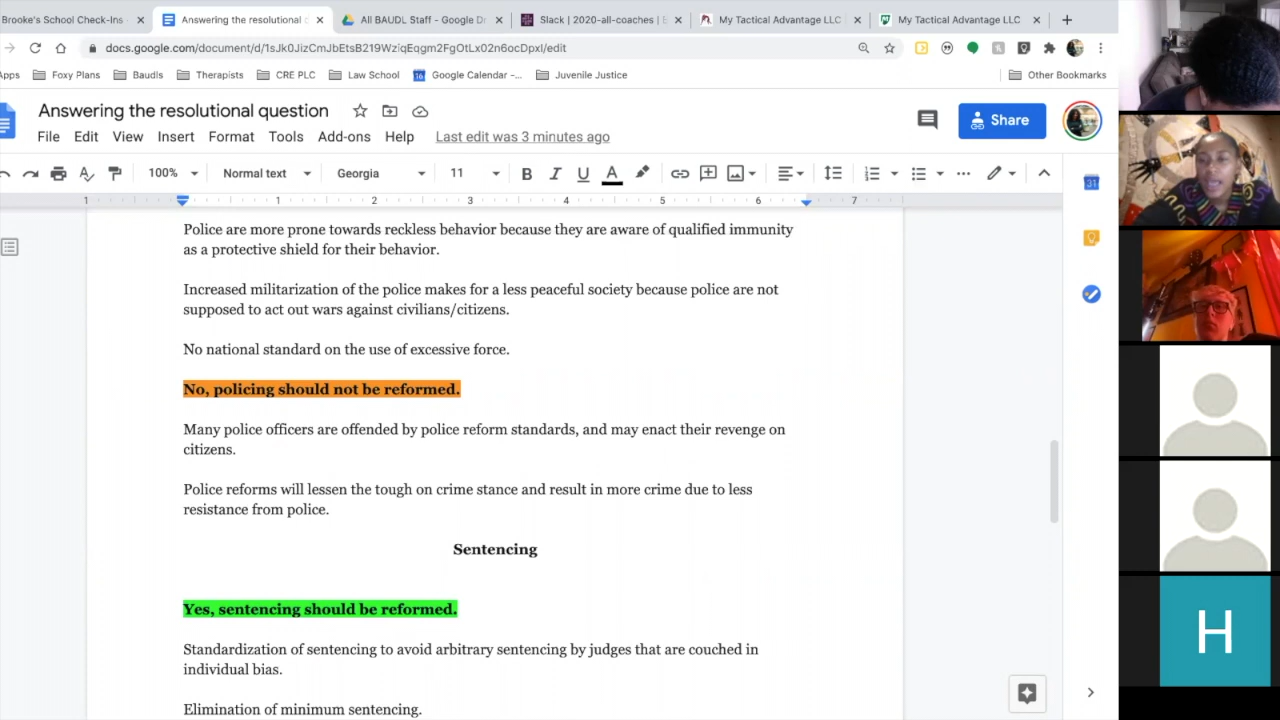 Brooke's School Check-Ins
Answering the resolutional
All BAUDL Staff - Google Dr
Slack | 2020-all-coaches |
My Tactical Advantage LLC
My Tactical Advantage LLC
docs.google.com/document/d/1sJk0JizCmJbEtsB219WziqEqgm2FgOtLx02n6ocDpxI/edit
Apps
Foxy Plans
Baudls
Therapists
CRE PLC
Law School
Google Calendar -...
Juvenile Justice
Other Bookmarks
Answering the resolutional question
File Edit View Insert Format Tools Add-ons Help Last edit was 3 minutes ago
Share
100% Normal text Georgia 11 B I U A
1 1 2 3 4 5 6 7
31
Police are more prone towards reckless behavior because they are aware of qualified immunity
as a protective shield for their behavior.
Increased militarization of the police makes for a less peaceful society because police are not
supposed to act out wars against civilians/citizens.
No national standard on the use of excessive force.
No, policing should not be reformed.
Many police officers are offended by police reform standards, and may enact their revenge on
citizens.
Police reforms will lessen the tough on crime stance and result in more crime due to less
resistance from police.
Sentencing
Yes, sentencing should be reformed.
Standardization of sentencing to avoid arbitrary sentencing by judges that are couched in
individual bias.
Elimination of minimum sentencing.
H